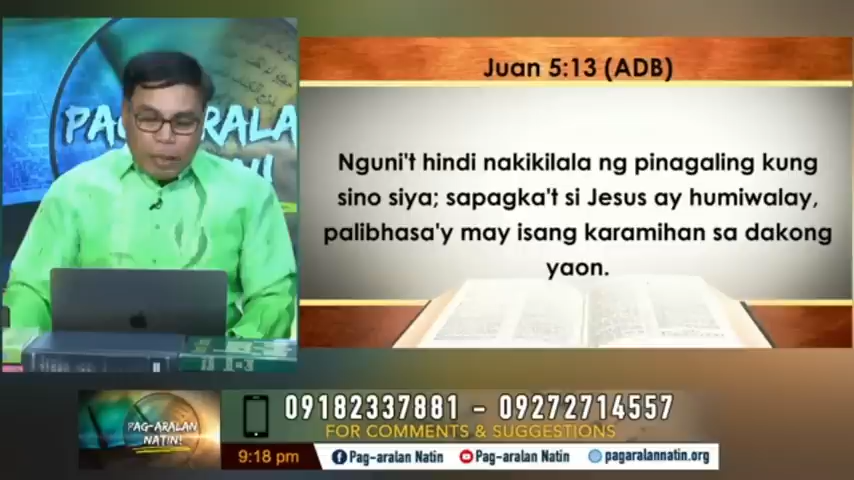 PAG-ARALAN
Juan 5:13 (ADB)
Nguni't hindi nakikilala ng pinagaling kung
sino siya; sapagka't si Jesus ay humiwalay,
palibhasa'y may isang karamihan sa dakong
yaon.
PAG-ARALAN
NATIN!
09182337881 - 09272714557
FOR COMMENTS & SUGGESTIONS
9:18 pm
Pag-aralan Natin
Pag-aralan Natin
pagaralannatin.org